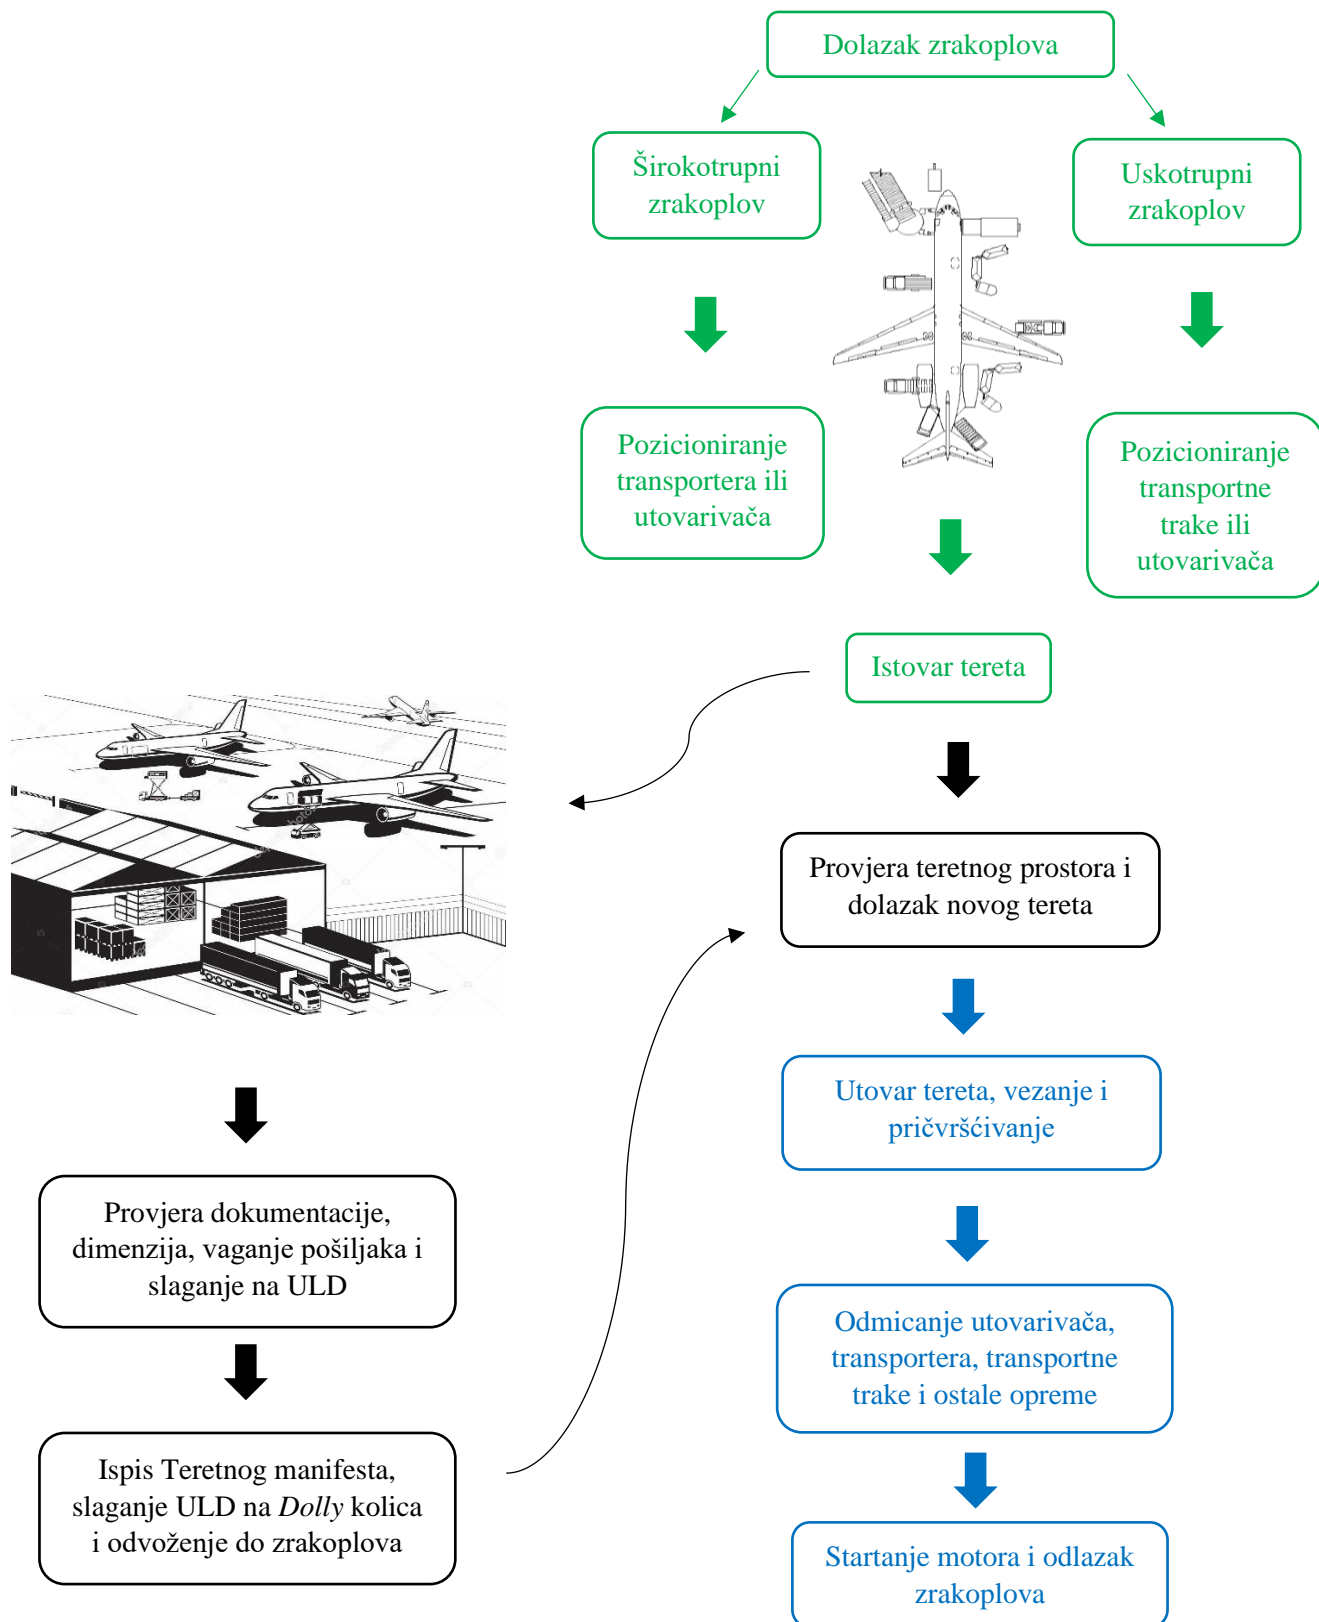 Dolazak zrakoplova
Širokotrupni
zrakoplov
Uskotrupni
zrakoplov
Pozicioniranje
transportera ili
utovarivača
Pozicioniranje
transportne
trake ili
utovarivača
Istovar tereta
Provjera teretnog prostora i
dolazak novog tereta
Utovar tereta, vezanje i
pričvršćivanje
Provjera dokumentacije,
dimenzija, vaganje pošiljaka i
slaganje na ULD
Odmicanje utovarivača,
transportera, transportne
trake i ostale opreme
Ispis Teretnog manifesta,
slaganje ULD na Dolly kolica
i odvoženje do zrakoplova
Startanje motora i odlazak
zrakoplova